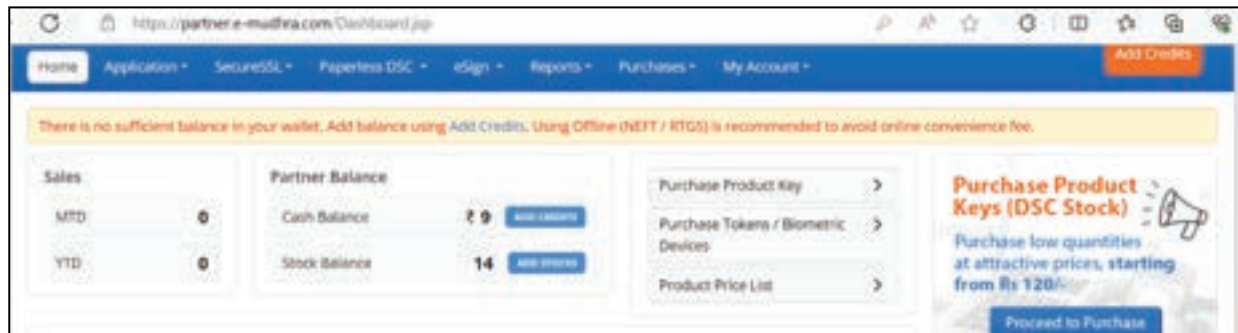 https://partner.e-mudhra.com/Dashboard.jsp
Home Application SecureSSL Paperless DSC eSign Reports Purchases My Account Add Credits
There is no sufficient balance in your wallet. Add balance using Add Credits. Using Offline (NEFT / RTGS) is recommended to avoid online convenience fee.
Sales
MTD 0
YTD 0
Partner Balance
Cash Balance ₹ 9 ADD CREDITS
Stock Balance 14 ADD STOCKS
Purchase Product Key
Purchase Tokens / Biometric
Devices
Product Price List
Purchase Product
Keys (DSC Stock)
Purchase low quantities
at attractive prices, starting
from Rs 120/-
Proceed to Purchase